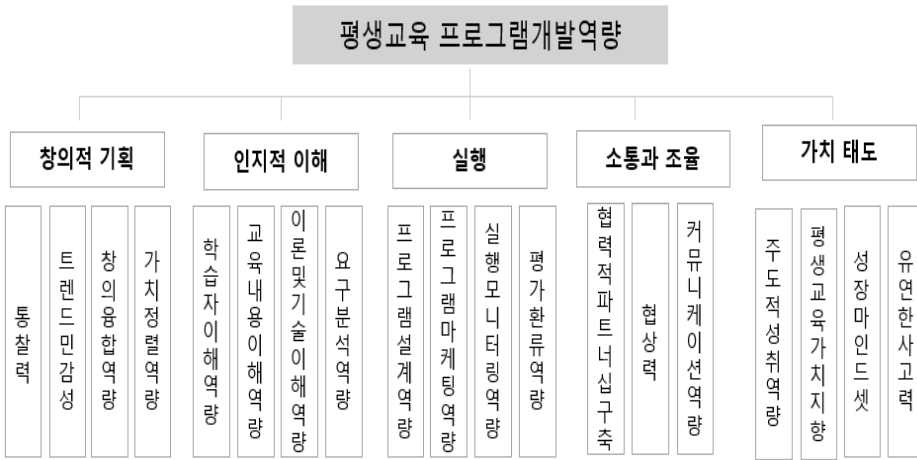 평생교육 프로그램개발역량
창의적 기획
인지적 이해
실행
소통과 조율
가치 태도
통찰력
트렌드민감성
창의융합역량
가치정렬역량
학습자이해역량
교육내용이해역량
이론및기술이해역량
요구분석역량
프로그램설계역량
프로그램마케팅역량
실행모니터링역량
평가환류역량
협력적파트너십구축
협상력
커뮤니케이션역량
주도적성취역량
평생교육가치지향
성장마인드셋
유연한사고력